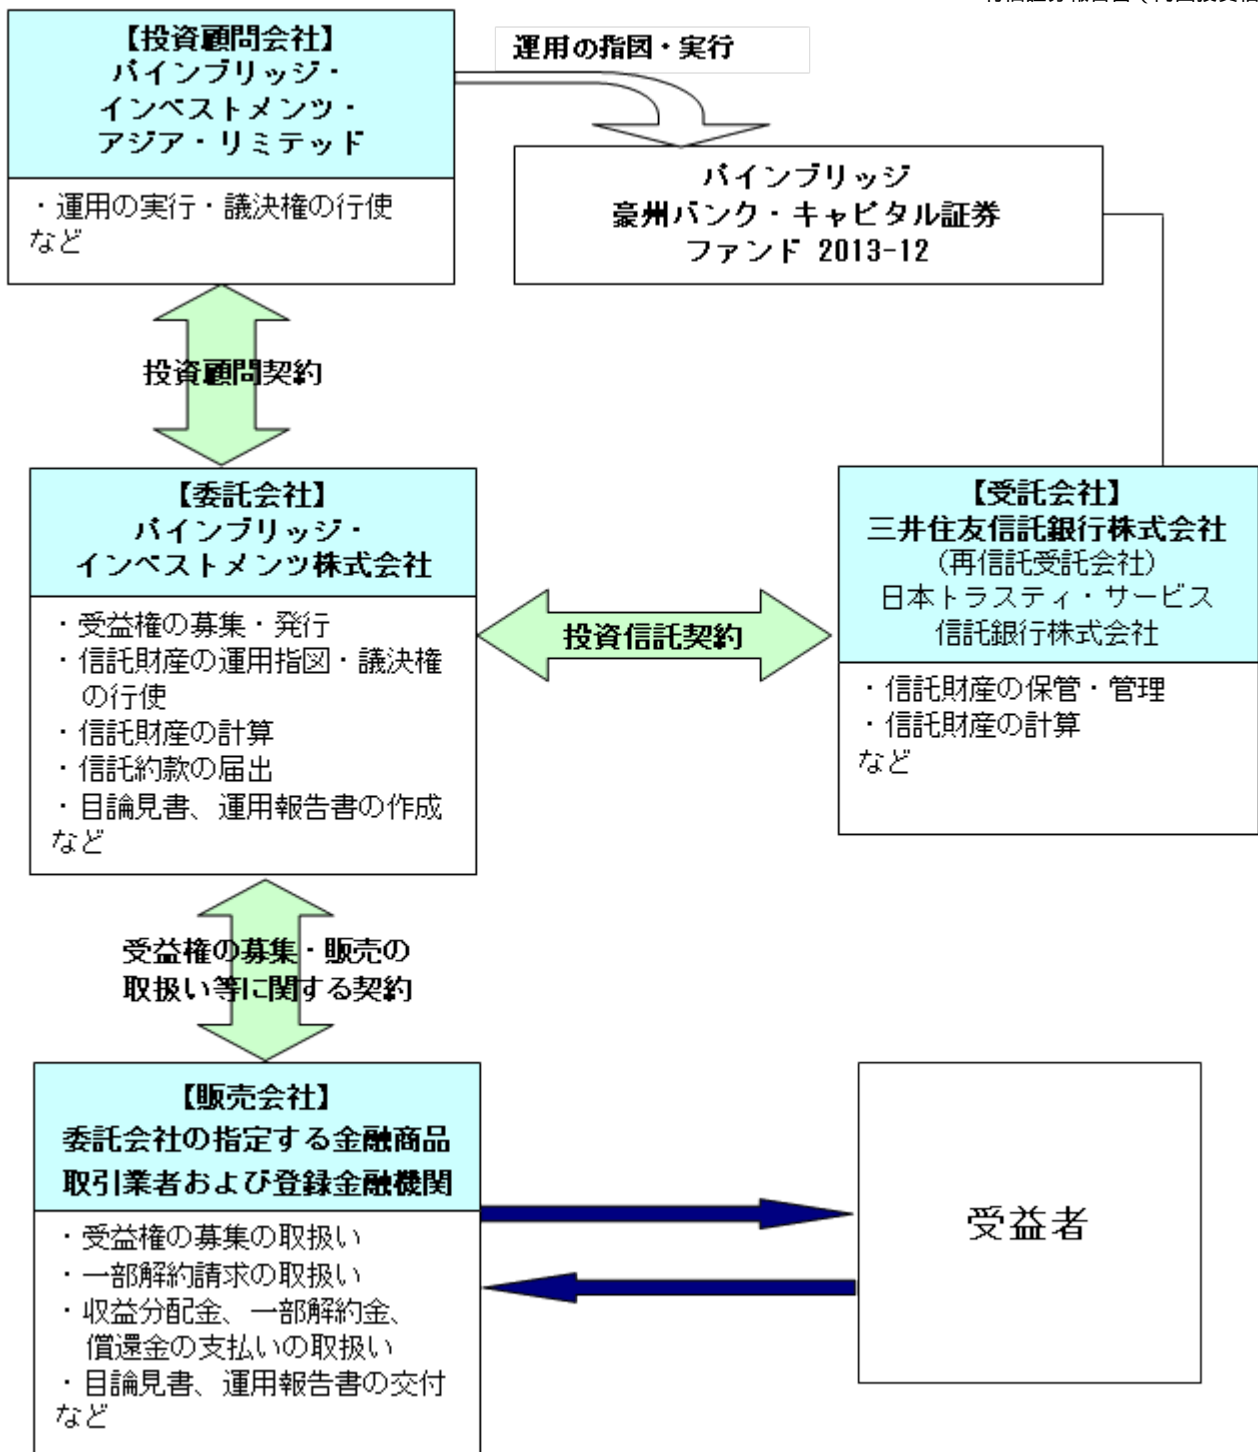 【投資顧問会社】
パインブリッジ・
インベストメンツ・
アジア・リミテッド
・運用の実行・議決権の行使
など
運用の指図・実行
パインブリッジ
豪州バンク・キャピタル証券
ファンド 2013-12
投資顧問契約
【委託会社】
パインブリッジ・
インベストメンツ株式会社
・受益権の募集・発行
・信託財産の運用指図・議決権
の行使
・信託財産の計算
・信託約款の届出
・目論見書、運用報告書の作成
など
投資信託契約
【受託会社】
三井住友信託銀行株式会社
(再信託受託会社)
日本トラスティ・サービス
信託銀行株式会社
・信託財産の保管・管理
・信託財産の計算
など
受益権の募集・販売の
取扱い等に関する契約
【販売会社】
委託会社の指定する金融商品
取引業者および登録金融機関
・受益権の募集の取扱い
・一部解約請求の取扱い
・収益分配金、一部解約金、
償還金の支払いの取扱い
・目論見書、運用報告書の交付
など
受益者